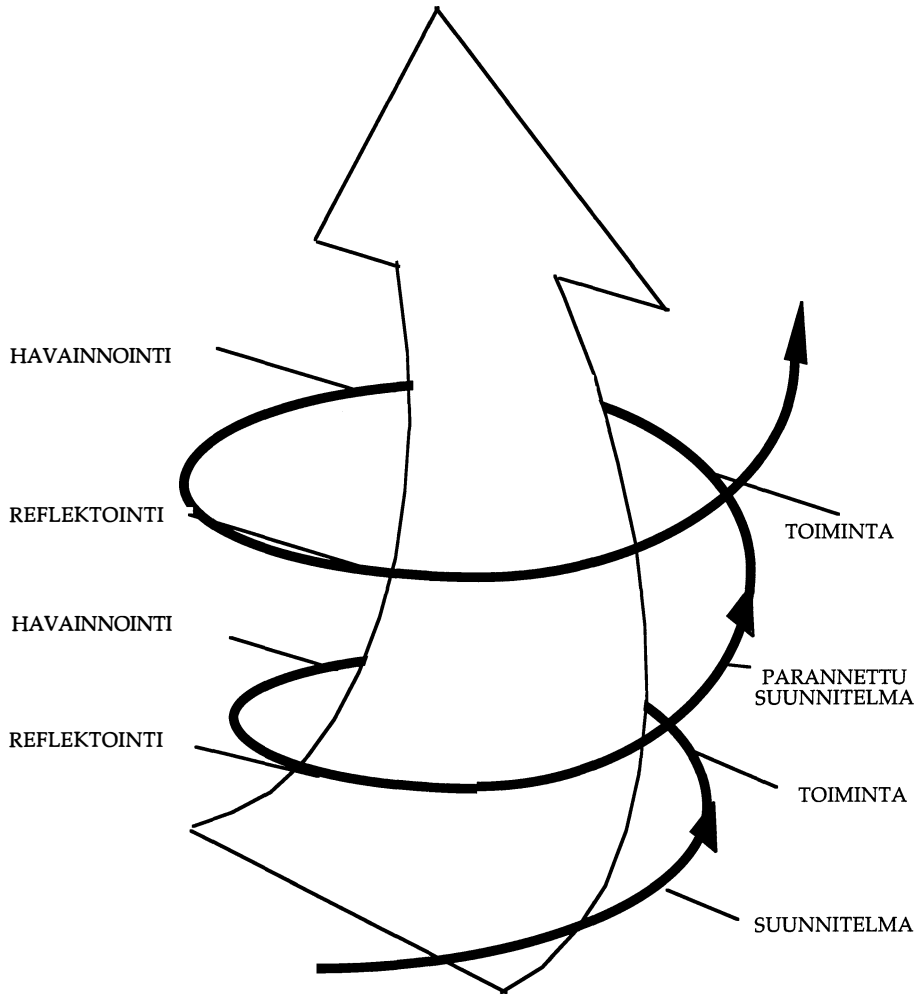 HAVAINNOINTI
REFLEKTOINTI
TOIMINTA
HAVAINNOINTI
PARANNETTU
SUUNNITELMA
REFLEKTOINTI
TOIMINTA
SUUNNITELMA